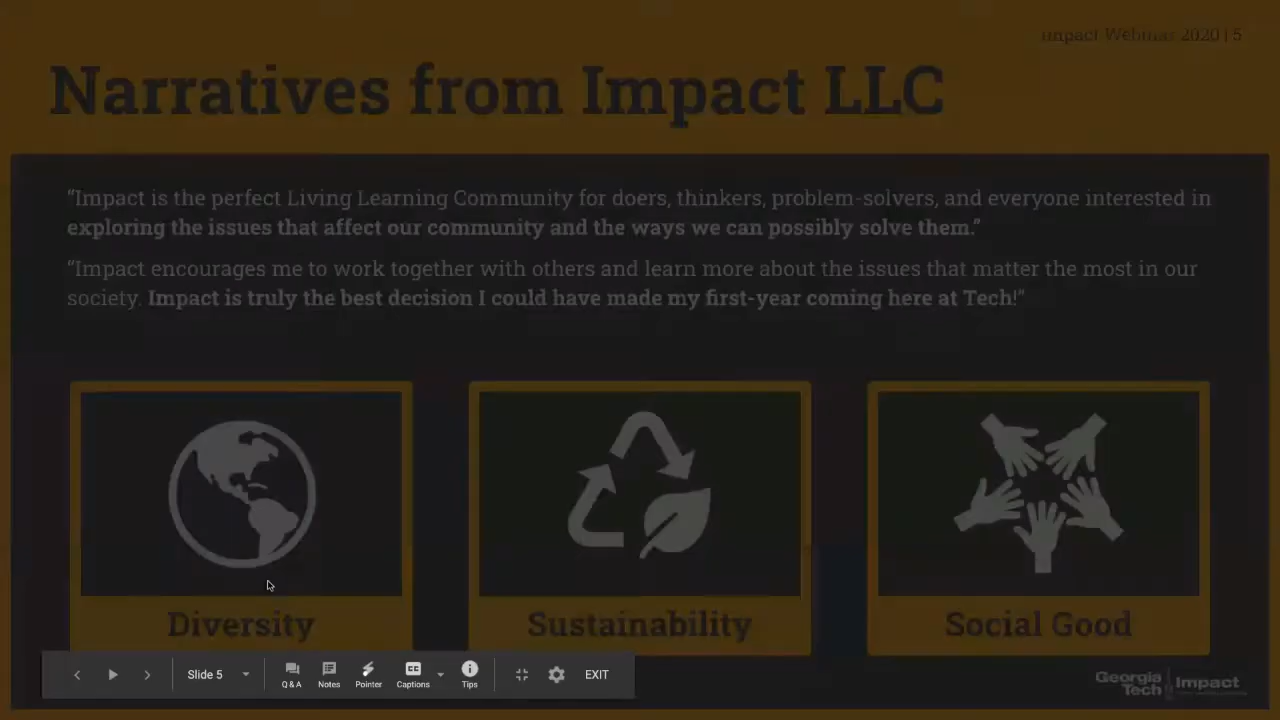 Impact Webinar 2020 | 5
Narratives from Impact LLC
“Impact is the perfect Living Learning Community for doers, thinkers, problem-solvers, and everyone interested in
exploring the issues that affect our community and the ways we can possibly solve them.”
“Impact encourages me to work together with others and learn more about the issues that matter the most in our
society. Impact is truly the best decision I could have made my first-year coming here at Tech!”
Diversity
Sustainability
Social Good
Slide 5
Q & A
Notes
Pointer
CC
Captions
Tips
EXIT
Georgia
Tech
Impact